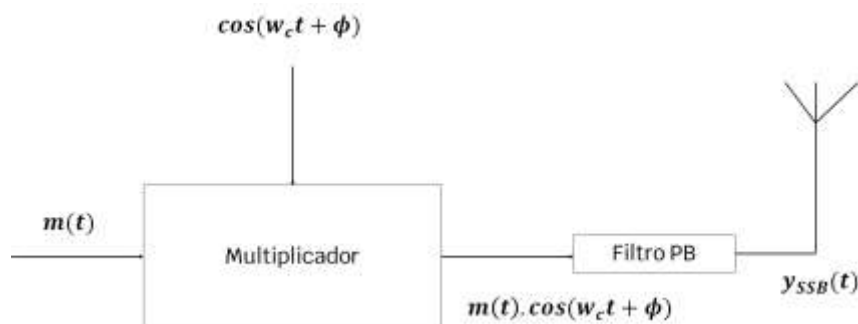 cos(w_c t + ϕ)
m(t)
Multiplicador
Filtro PB
y_SSB(t)
m(t).cos(w_c t + ϕ)